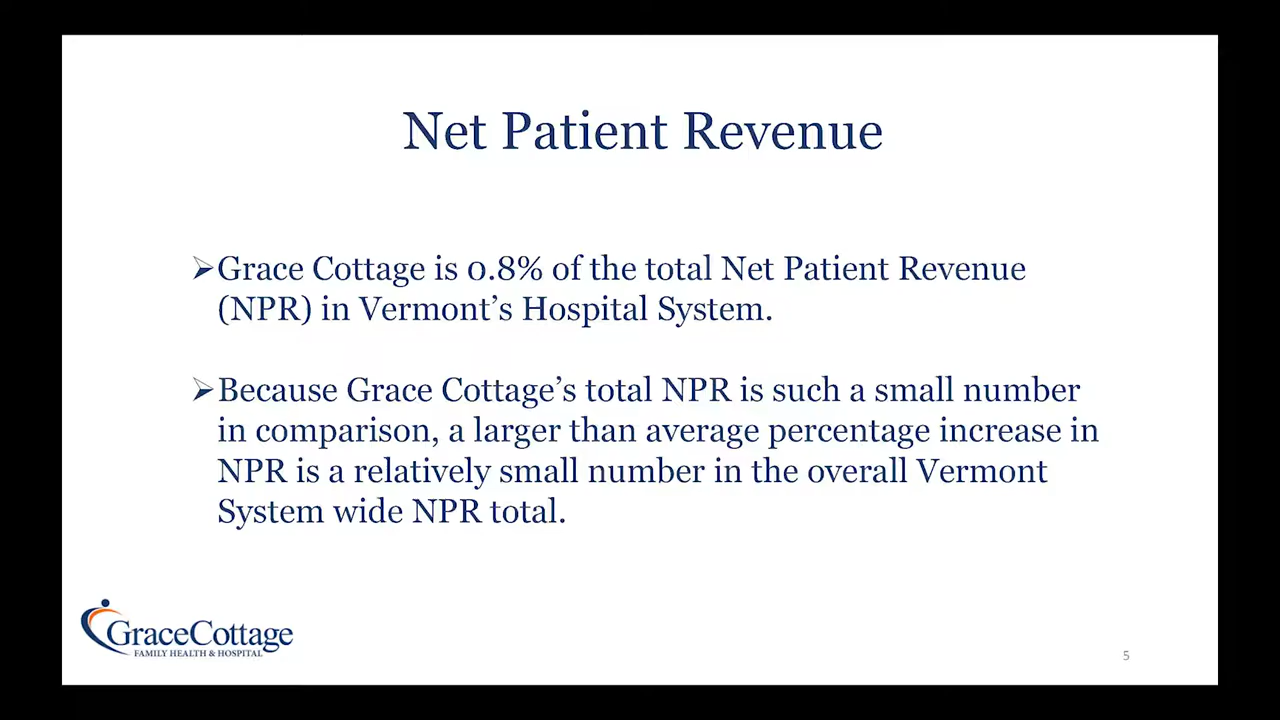 Net Patient Revenue
➢Grace Cottage is 0.8% of the total Net Patient Revenue
(NPR) in Vermont’s Hospital System.
➢Because Grace Cottage’s total NPR is such a small number
in comparison, a larger than average percentage increase in
NPR is a relatively small number in the overall Vermont
System wide NPR total.
GraceCottage
FAMILY HEALTH & HOSPITAL
5